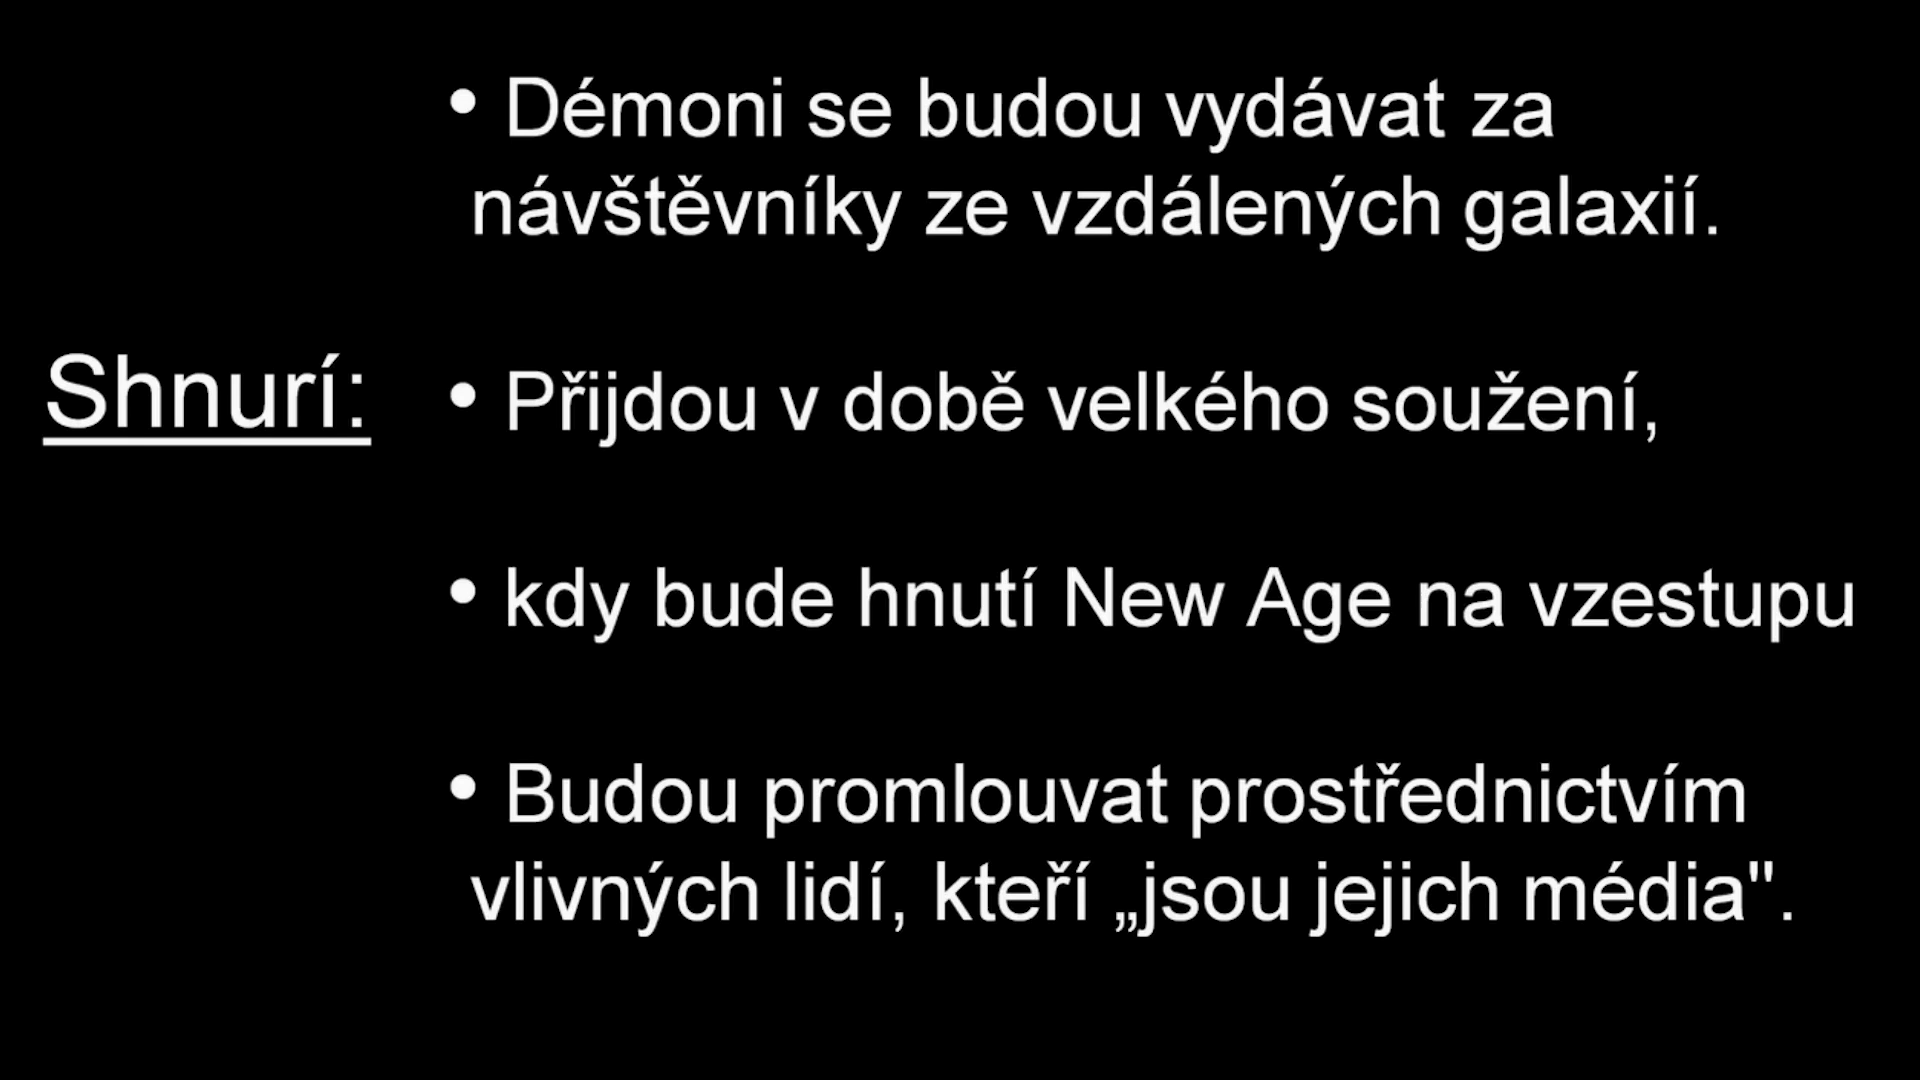 Shnurí:
• Démoni se budou vydávat za
návštěvníky ze vzdálených galaxií.
• Přijdou v době velkého soužení,
• kdy bude hnutí New Age na vzestupu
• Budou promlouvat prostřednictvím
vlivných lidí, kteří „jsou jejich média".